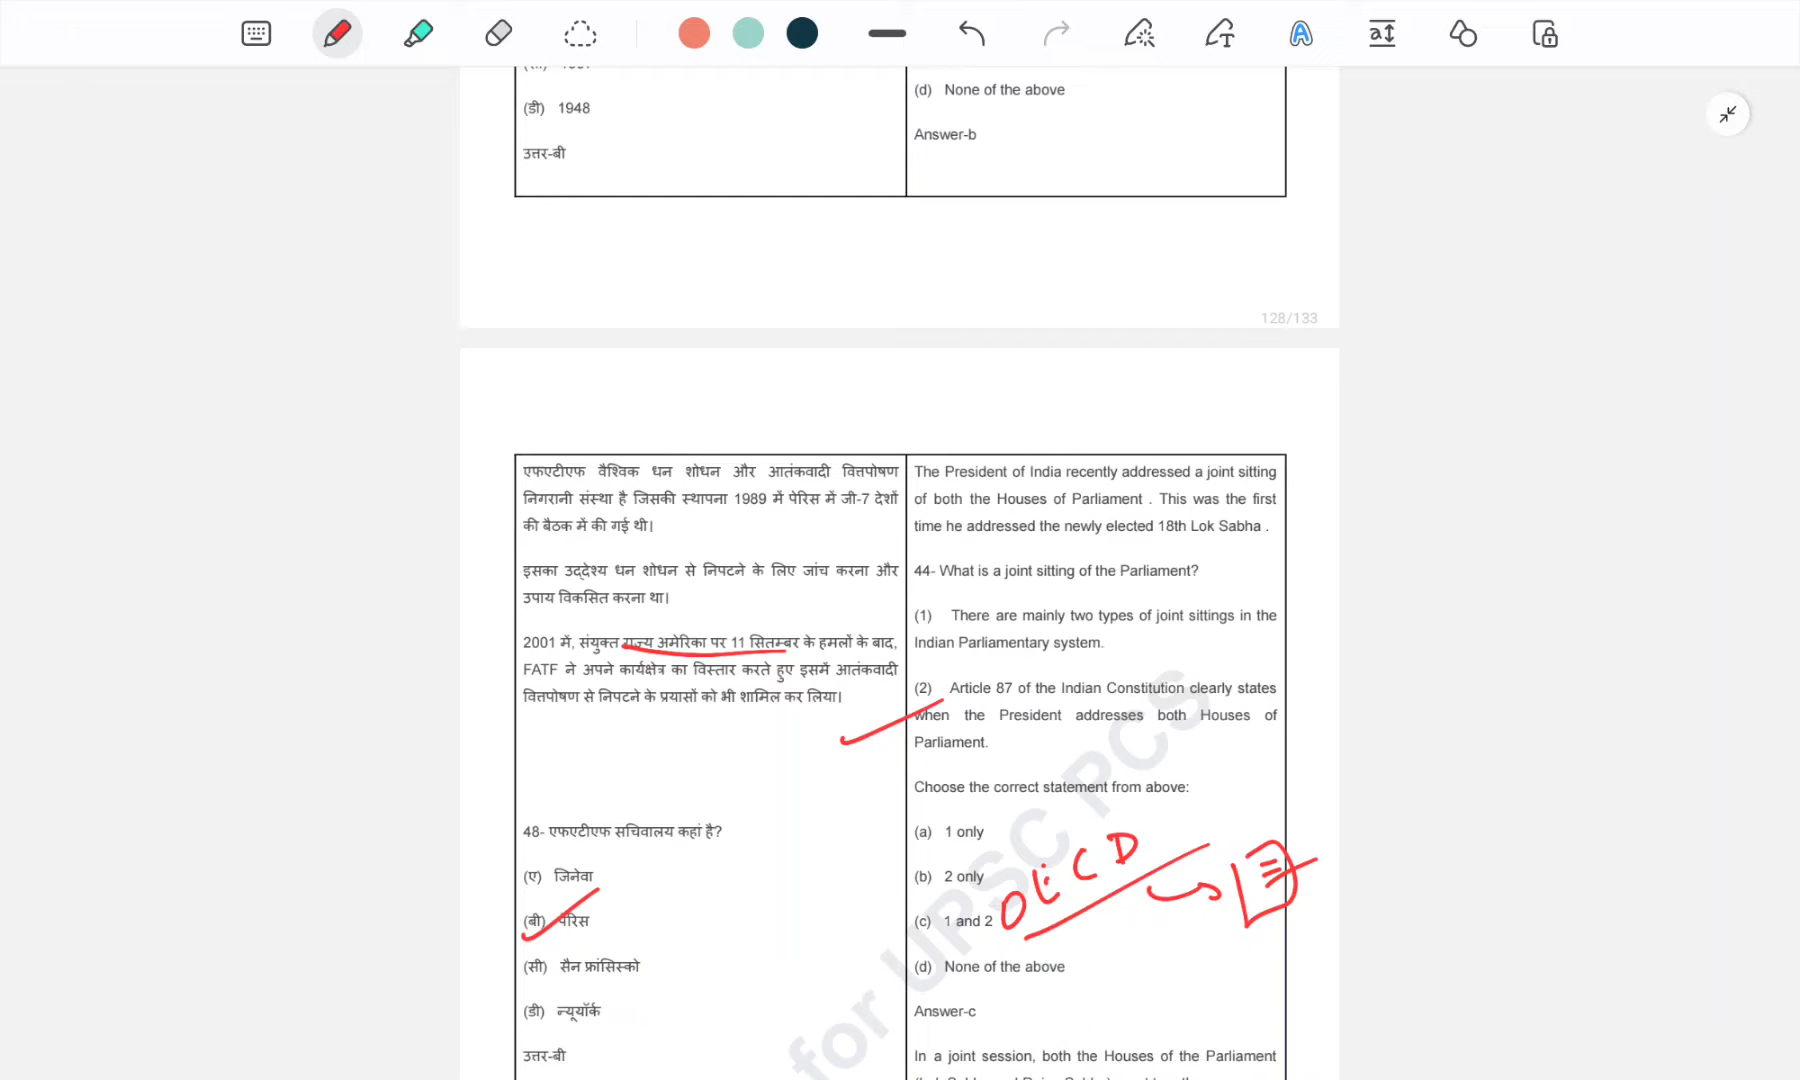 (डी) 1948
उत्तर-बी
(d) None of the above
Answer-b
128/133
एफएटीएफ वैश्विक धन शोधन और आतंकवादी वित्तपोषण
निगरानी संस्था है जिसकी स्थापना 1989 में पेरिस में जी-7 देशों
की बैठक में की गई थी।
इसका उद्देश्य धन शोधन से निपटने के लिए जांच करना और
उपाय विकसित करना था।
2001 में, संयुक्त राज्य अमेरिका पर 11 सितम्बर के हमलों के बाद,
FATF ने अपने कार्यक्षेत्र का विस्तार करते हुए इसमें आतंकवादी
वित्तपोषण से निपटने के प्रयासों को भी शामिल कर लिया।
48- एफएटीएफ सचिवालय कहां है?
(ए) जिनेवा
(बी) पेरिस
(सी) सैन फ्रांसिस्को
(डी) न्यूयॉर्क
उत्तर-बी
The President of India recently addressed a joint sitting
of both the Houses of Parliament . This was the first
time he addressed the newly elected 18th Lok Sabha .
44- What is a joint sitting of the Parliament?
(1) There are mainly two types of joint sittings in the
Indian Parliamentary system.
(2) Article 87 of the Indian Constitution clearly states
when the President addresses both Houses of
Parliament.
Choose the correct statement from above:
(a) 1 only
(b) 2 only
(c) 1 and 2
(d) None of the above
Answer-c
In a joint session, both the Houses of the Parliament
OECD
for UPSC PCS